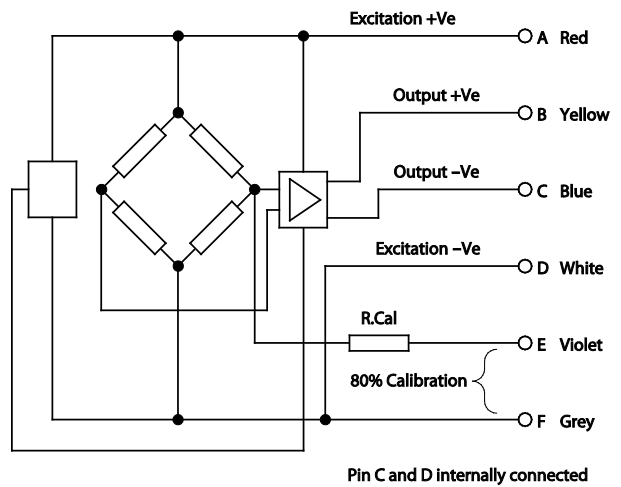 Excitation +Ve
A Red
Output +Ve
B Yellow
Output –Ve
C Blue
Excitation –Ve
D White
R.Cal
E Violet
80% Calibration
F Grey
Pin C and D internally connected